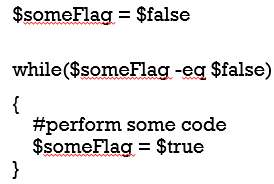 $someFlag = $false
while($someFlag -eq $false)
{
#perform some code
$someFlag = $true
}